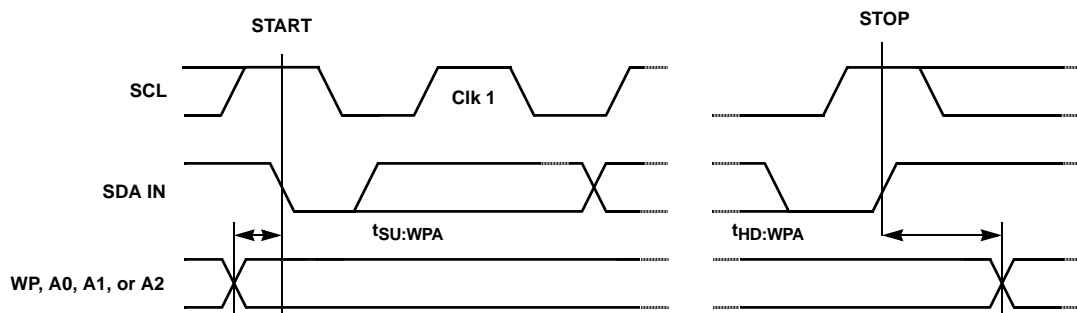 START
STOP
SCL
Clk 1
SDA IN
tSU:WPA
tHD:WPA
WP, A0, A1, or A2